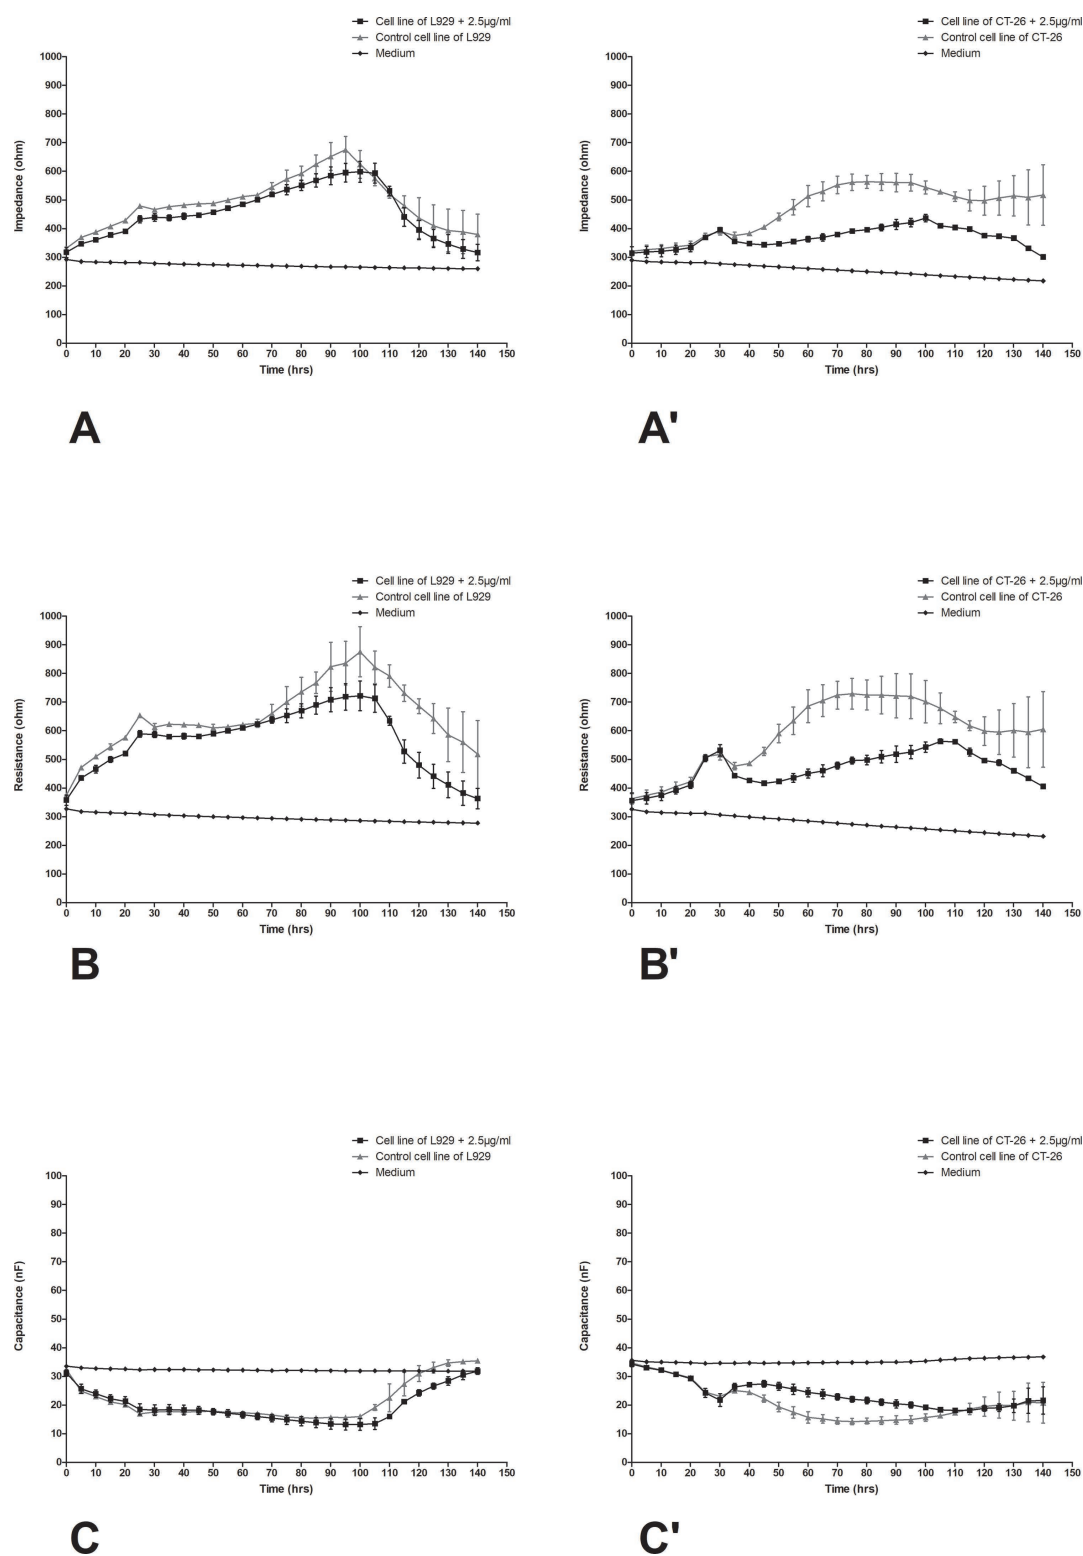 Cell line of L929 + 2.5µg/ml
Control cell line of L929
Medium
Impedance (ohm)
1000
900
800
700
600
500
400
300
200
100
0
0 10 20 30 40 50 60 70 80 90 100 110 120 130 140 150
Time (hrs)
A
Cell line of CT-26 + 2.5µg/ml
Control cell line of CT-26
Medium
Impedance (ohm)
1000
900
800
700
600
500
400
300
200
100
0
0 10 20 30 40 50 60 70 80 90 100 110 120 130 140 150
Time (hrs)
A'
Cell line of L929 + 2.5µg/ml
Control cell line of L929
Medium
Resistance (ohm)
1000
900
800
700
600
500
400
300
200
100
0
0 10 20 30 40 50 60 70 80 90 100 110 120 130 140 150
Time (hrs)
B
Cell line of CT-26 + 2.5µg/ml
Control cell line of CT-26
Medium
Resistance (ohm)
1000
900
800
700
600
500
400
300
200
100
0
0 10 20 30 40 50 60 70 80 90 100 110 120 130 140 150
Time (hrs)
B'
Cell line of L929 + 2.5µg/ml
Control cell line of L929
Medium
Capacitance (nF)
100
90
80
70
60
50
40
30
20
10
0
0 10 20 30 40 50 60 70 80 90 100 110 120 130 140 150
Time (hrs)
C
Cell line of CT-26 + 2.5µg/ml
Control cell line of CT-26
Medium
Capacitance (nF)
100
90
80
70
60
50
40
30
20
10
0
0 10 20 30 40 50 60 70 80 90 100 110 120 130 140 150
Time (hrs)
C'